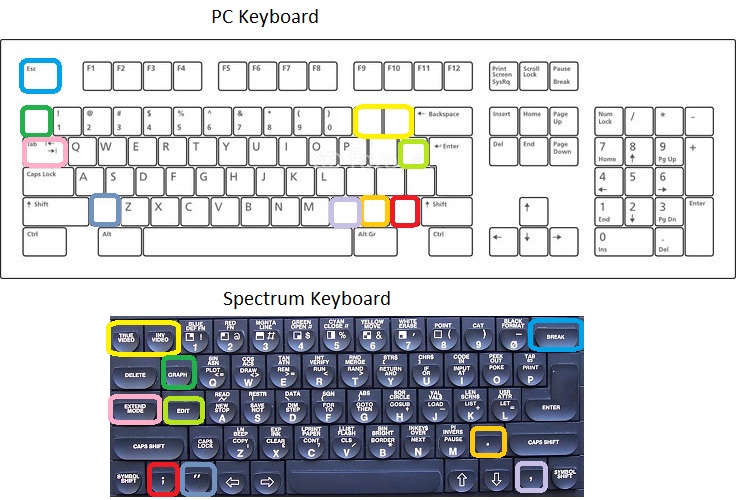 PC Keyboard
Esc F1 F2 F3 F4 F5 F6 F7 F8 F9 F10 F11 F12 Print Screen SysRq Scroll Lock Pause Break
! 1 @ 2 # 3 $ 4 % 5 ^ 6 & 7 * 8 ( 9 ) 0 ← Backspace Insert Home Page Up Num Lock / * -
Tab Q W E R T Y U I O P ↵ Enter Del End Page Down 7 Home 8 ↑ 9 Pg Up +
Caps Lock A S D F G H J K L 4 ← 5 6 →
↑ Shift Z X C V B N M ↑ Shift ↑ 1 End 2 ↓ 3 Pg Dn Enter
Ctrl Alt Alt Gr Ctrl ← ↓ → 0 Ins . Del
Spectrum Keyboard
BLUE DEF FN RED FN MGHTA LINE GREEN OPEN # CYAN CLOSE # YELLOW MOVE WHITE ERASE POINT CAT BLACK FORMAT
TRUE VIDEO INV VIDEO ! 1 @ 2 # 3 $ 4 % 5 & 6 ' 7 ( 8 ) 9 _ 0 BREAK
BIN ASN COS ACS TAN ATN INT VERIFY RND MERGE STR$ CHR$ CODE IN PEEK OUT TAB
DELETE GRAPH PLOT <= Q DRAW <> W REM >= E RUN < R RAND > T RETURN AND Y IF OR U INPUT AT I POKE ; O PRINT P
READ RESTR DATA SGN ABS SQR CIRCLE VAL VAL$ LEN SCRN$ USR ATTR
EXTEND MODE EDIT NEW STOP A SAVE NOT S DIM STEP D FOR TO F GOTO THEN G GOSUB H LOAD J LIST + K LET = L ENTER
LN BEEP EXP INK LPRINT PAPER LLIST FLASH BIN BRIGHT INKEY$ OVER PI INVERS
CAPS SHIFT CAPS LOCK COPY Z CLEAR X CONT ? C CLS / V BORDER * B NEXT N PAUSE M . CAPS SHIFT
SYMBOL SHIFT ; " ⇦ ⇨ ⇧ ⇩ , SYMBOL SHIFT